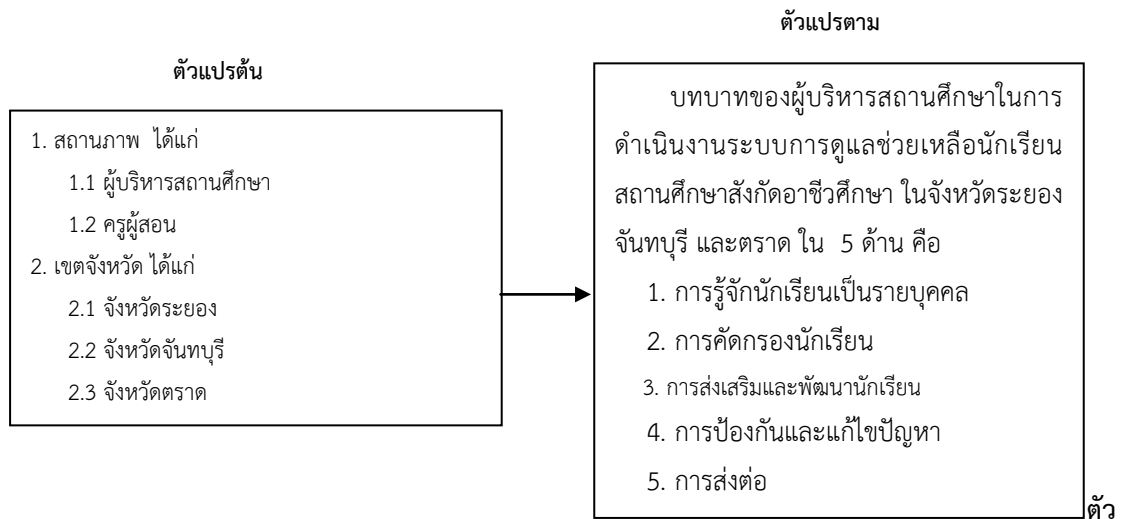 ตัวแปรต้น
1. สถานภาพ ได้แก่
1.1 ผู้บริหารสถานศึกษา
1.2 ครูผู้สอน
2. เขตจังหวัด ได้แก่
2.1 จังหวัดระยอง
2.2 จังหวัดจันทบุรี
2.3 จังหวัดตราด
ตัวแปรตาม
บทบาทของผู้บริหารสถานศึกษาในการ
ดำเนินงานระบบการดูแลช่วยเหลือนักเรียน
สถานศึกษาสังกัดอาชีวศึกษา ในจังหวัดระยอง
จันทบุรี และตราด ใน 5 ด้าน คือ
1. การรู้จักนักเรียนเป็นรายบุคคล
2. การคัดกรองนักเรียน
3. การส่งเสริมและพัฒนานักเรียน
4. การป้องกันและแก้ไขปัญหา
5. การส่งต่อ
ตัว